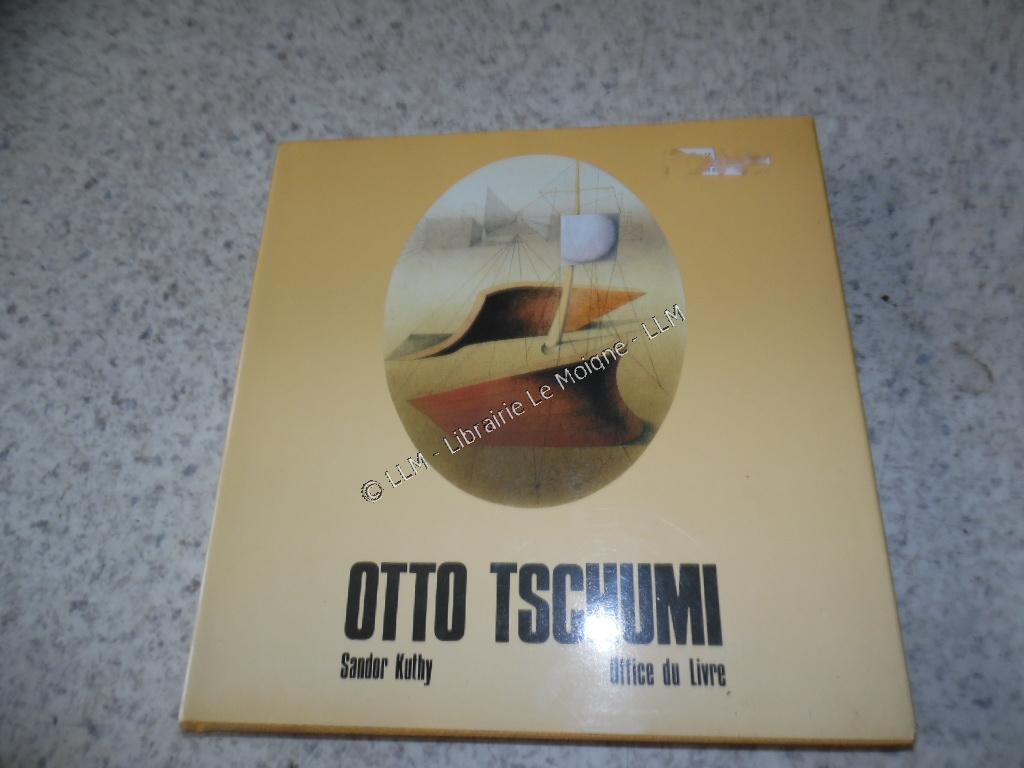 © LLM - Librairie Le Moigne - LLM
OTTO TSCHUMI
Sandor Kuthy
Office du Livre